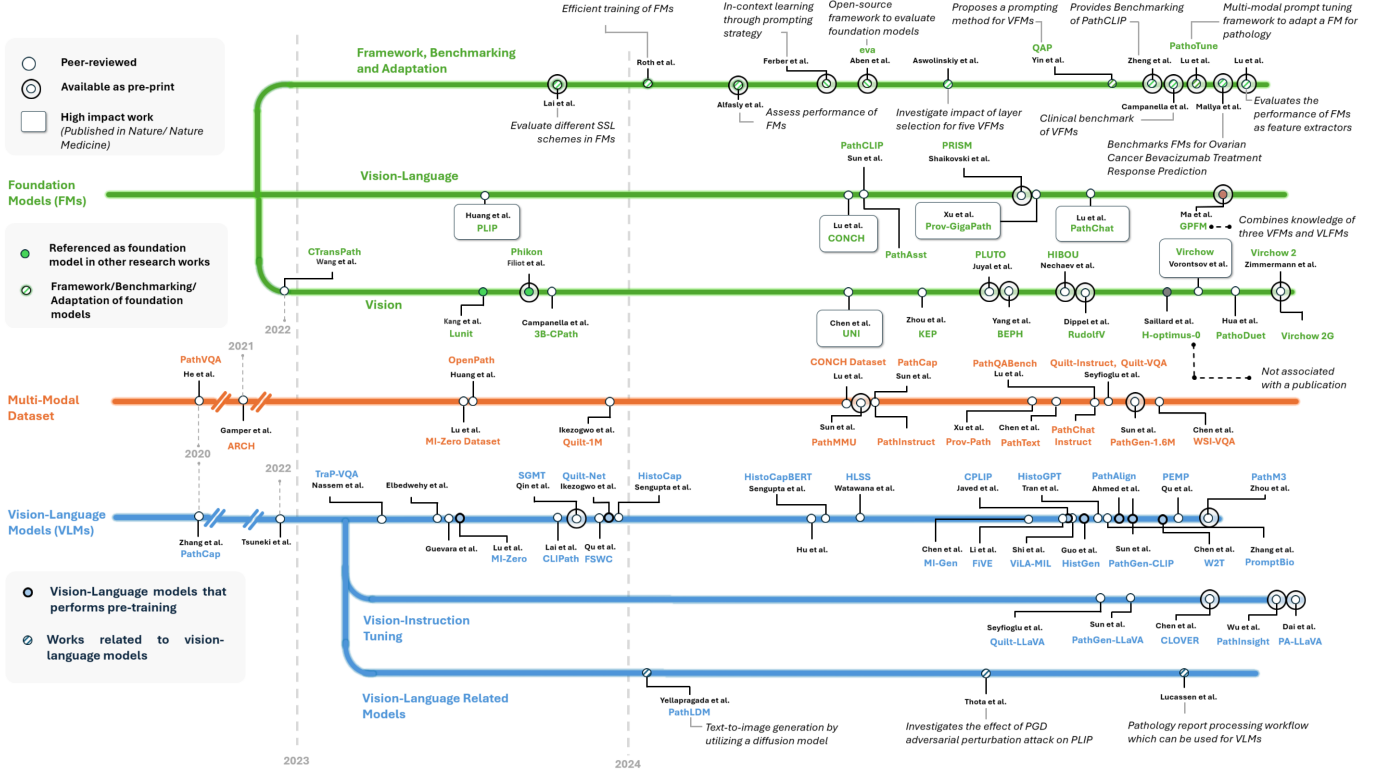 Peer-reviewed
Available as pre-print
High impact work
(Published in Nature/ Nature
Medicine)
Foundation
Models (FMs)
Referenced as foundation
model in other research works
Framework/Benchmarking/
Adaptation of foundation
models
Framework, Benchmarking
and Adaptation
Efficient training of FMs
Roth et al.
Lai et al.
Evaluate different SSL
schemes in FMs
In-context learning
through prompting
strategy
Ferber et al.
Alfasly et al.
Assess performance of
FMs
Open-source
framework to evaluate
foundation models
eva
Aben et al.
Aswolinskiy et al.
Investigate impact of layer
selection for five VFMs
Proposes a prompting
method for VFMs
QAP
Yin et al.
Provides Benchmarking
of PathCLIP
Zheng et al.
Campanella et al.
Clinical benchmark
of VFMs
Multi-modal prompt tuning
framework to adapt a FM for
pathology
PathoTune
Lu et al.
Mallya et al.
Benchmarks FMs for Ovarian
Cancer Bevacizumab Treatment
Response Prediction
Lu et al.
Evaluates the
performance of FMs
as feature extractors
Vision-Language
Huang et al.
PLIP
PathCLIP
Sun et al.
Lu et al.
CONCH
PathAsst
PRISM
Shaikovski et al.
Xu et al.
Prov-GigaPath
Lu et al.
PathChat
Ma et al.
GPFM
Combines knowledge of
three VFMs and VLFMs
Vision
CTransPath
Wang et al.
2022
Kang et al.
Lunit
Phikon
Filiot et al.
Campanella et al.
3B-CPath
Chen et al.
UNI
Zhou et al.
KEP
PLUTO
Juyal et al.
Yang et al.
BEPH
HIBOU
Nechaev et al.
Dippel et al.
RudolfV
Saillard et al.
H-optimus-0
Virchow
Vorontsov et al.
Hua et al.
PathoDuet
Virchow 2
Zimmermann et al.
Virchow 2G
Not associated
with a publication
Multi-Modal
Dataset
PathVQA
He et al.
2020
2021
Gamper et al.
ARCH
OpenPath
Huang et al.
Lu et al.
MI-Zero Dataset
Ikezogwo et al.
Quilt-1M
CONCH Dataset
Lu et al.
Sun et al.
PathMMU
PathCap
Sun et al.
PathInstruct
PathQABench
Lu et al.
Xu et al.
Prov-Path
Chen et al.
PathText
PathChat
Instruct
Quilt-Instruct, Quilt-VQA
Seyfioglu et al.
Sun et al.
PathGen-1.6M
Chen et al.
WSI-VQA
Vision-Language
Models (VLMs)
Zhang et al.
PathCap
2022
Tsuneki et al.
TraP-VQA
Nassem et al.
Elbedwehy et al.
Guevara et al.
Lu et al.
MI-Zero
SGMT
Qin et al.
Lai et al.
CLIPath
Quilt-Net
Ikezogwo et al.
Qu et al.
FSWC
HistoCap
Sengupta et al.
HistoCapBERT
Sengupta et al.
Hu et al.
HLSS
Watawana et al.
Chen et al.
MI-Gen
CPLIP
Javed et al.
Li et al.
FiVE
Shi et al.
ViLA-MIL
HistoGPT
Tran et al.
Guo et al.
HistGen
PathAlign
Ahmed et al.
Sun et al.
PathGen-CLIP
PEMP
Qu et al.
Chen et al.
W2T
PathM3
Zhou et al.
Zhang et al.
PromptBio
Vision-Language models that
performs pre-training
Works related to vision-
language models
Vision-Instruction
Tuning
Seyfioglu et al.
Quilt-LLaVA
Sun et al.
PathGen-LLaVA
Chen et al.
CLOVER
Wu et al.
PathInsight
Dai et al.
PA-LLaVA
Vision-Language Related
Models
Yellapragada et al.
PathLDM
Text-to-image generation by
utilizing a diffusion model
Thota et al.
Investigates the effect of PGD
adversarial perturbation attack on PLIP
Lucassen et al.
Pathology report processing workflow
which can be used for VLMs
2023
2024